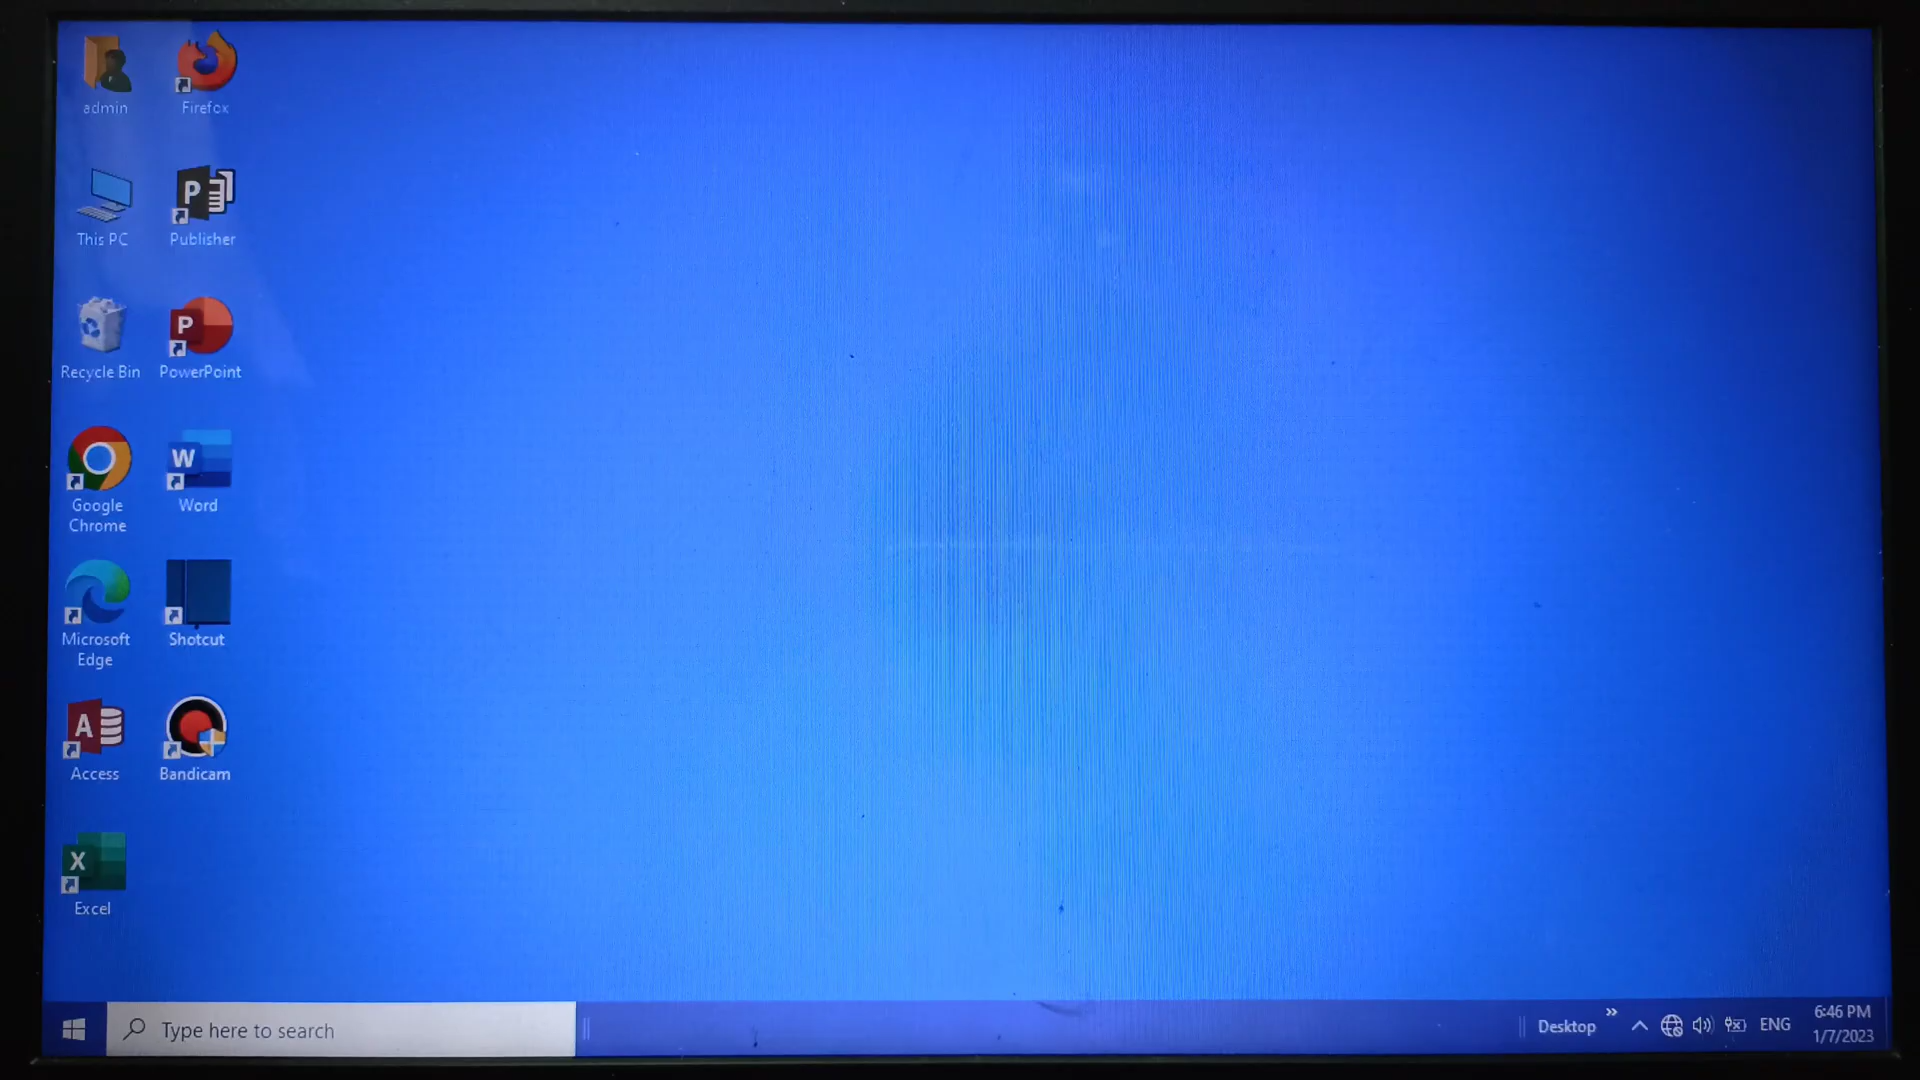 admin
Firefox
This PC
Publisher
Recycle Bin
PowerPoint
Google
Chrome
Word
Microsoft
Edge
Shotcut
Access
Bandicam
Excel
Type here to search
Desktop
ENG
6:46 PM
1/7/2023